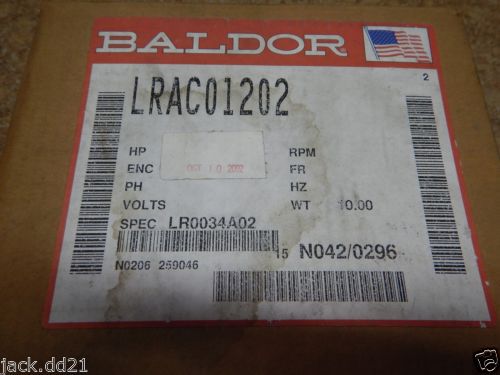 BALDOR
2
LRAC01202
HP RPM
ENC OCT 10 2002 FR
PH HZ
VOLTS WT 10.00
SPEC LR0034A02
15 N042/0296
N0206 259046
jack.dd21